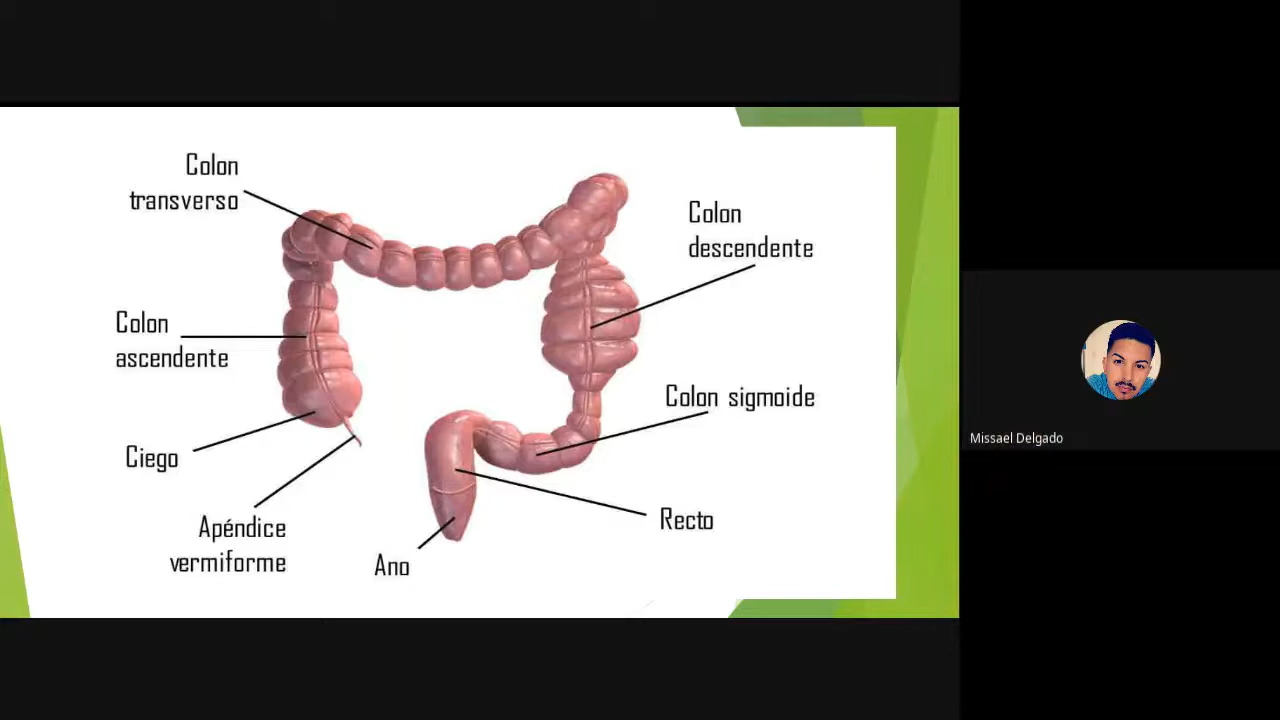 Colon
transverso
Colon
descendente
Colon
ascendente
Colon sigmoide
Ciego
Recto
Apéndice
vermiforme
Ano
Missael Delgado